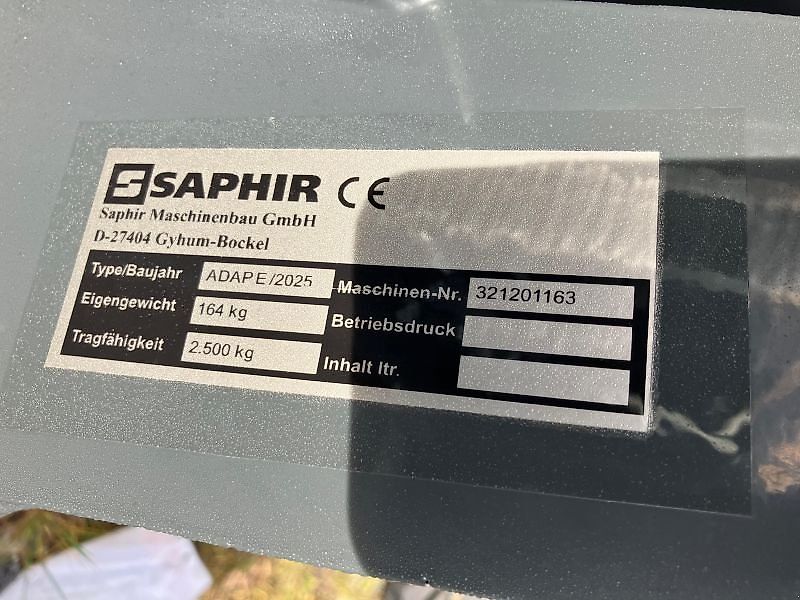 SAPHIR CE
Saphir Maschinenbau GmbH
D-27404 Gyhum-Bockel
Type/Baujahr ADAP E/2025 Maschinen-Nr. 321201163
Eigengewicht 164 kg Betriebsdruck
Tragfähigkeit 2.500 kg Inhalt ltr.